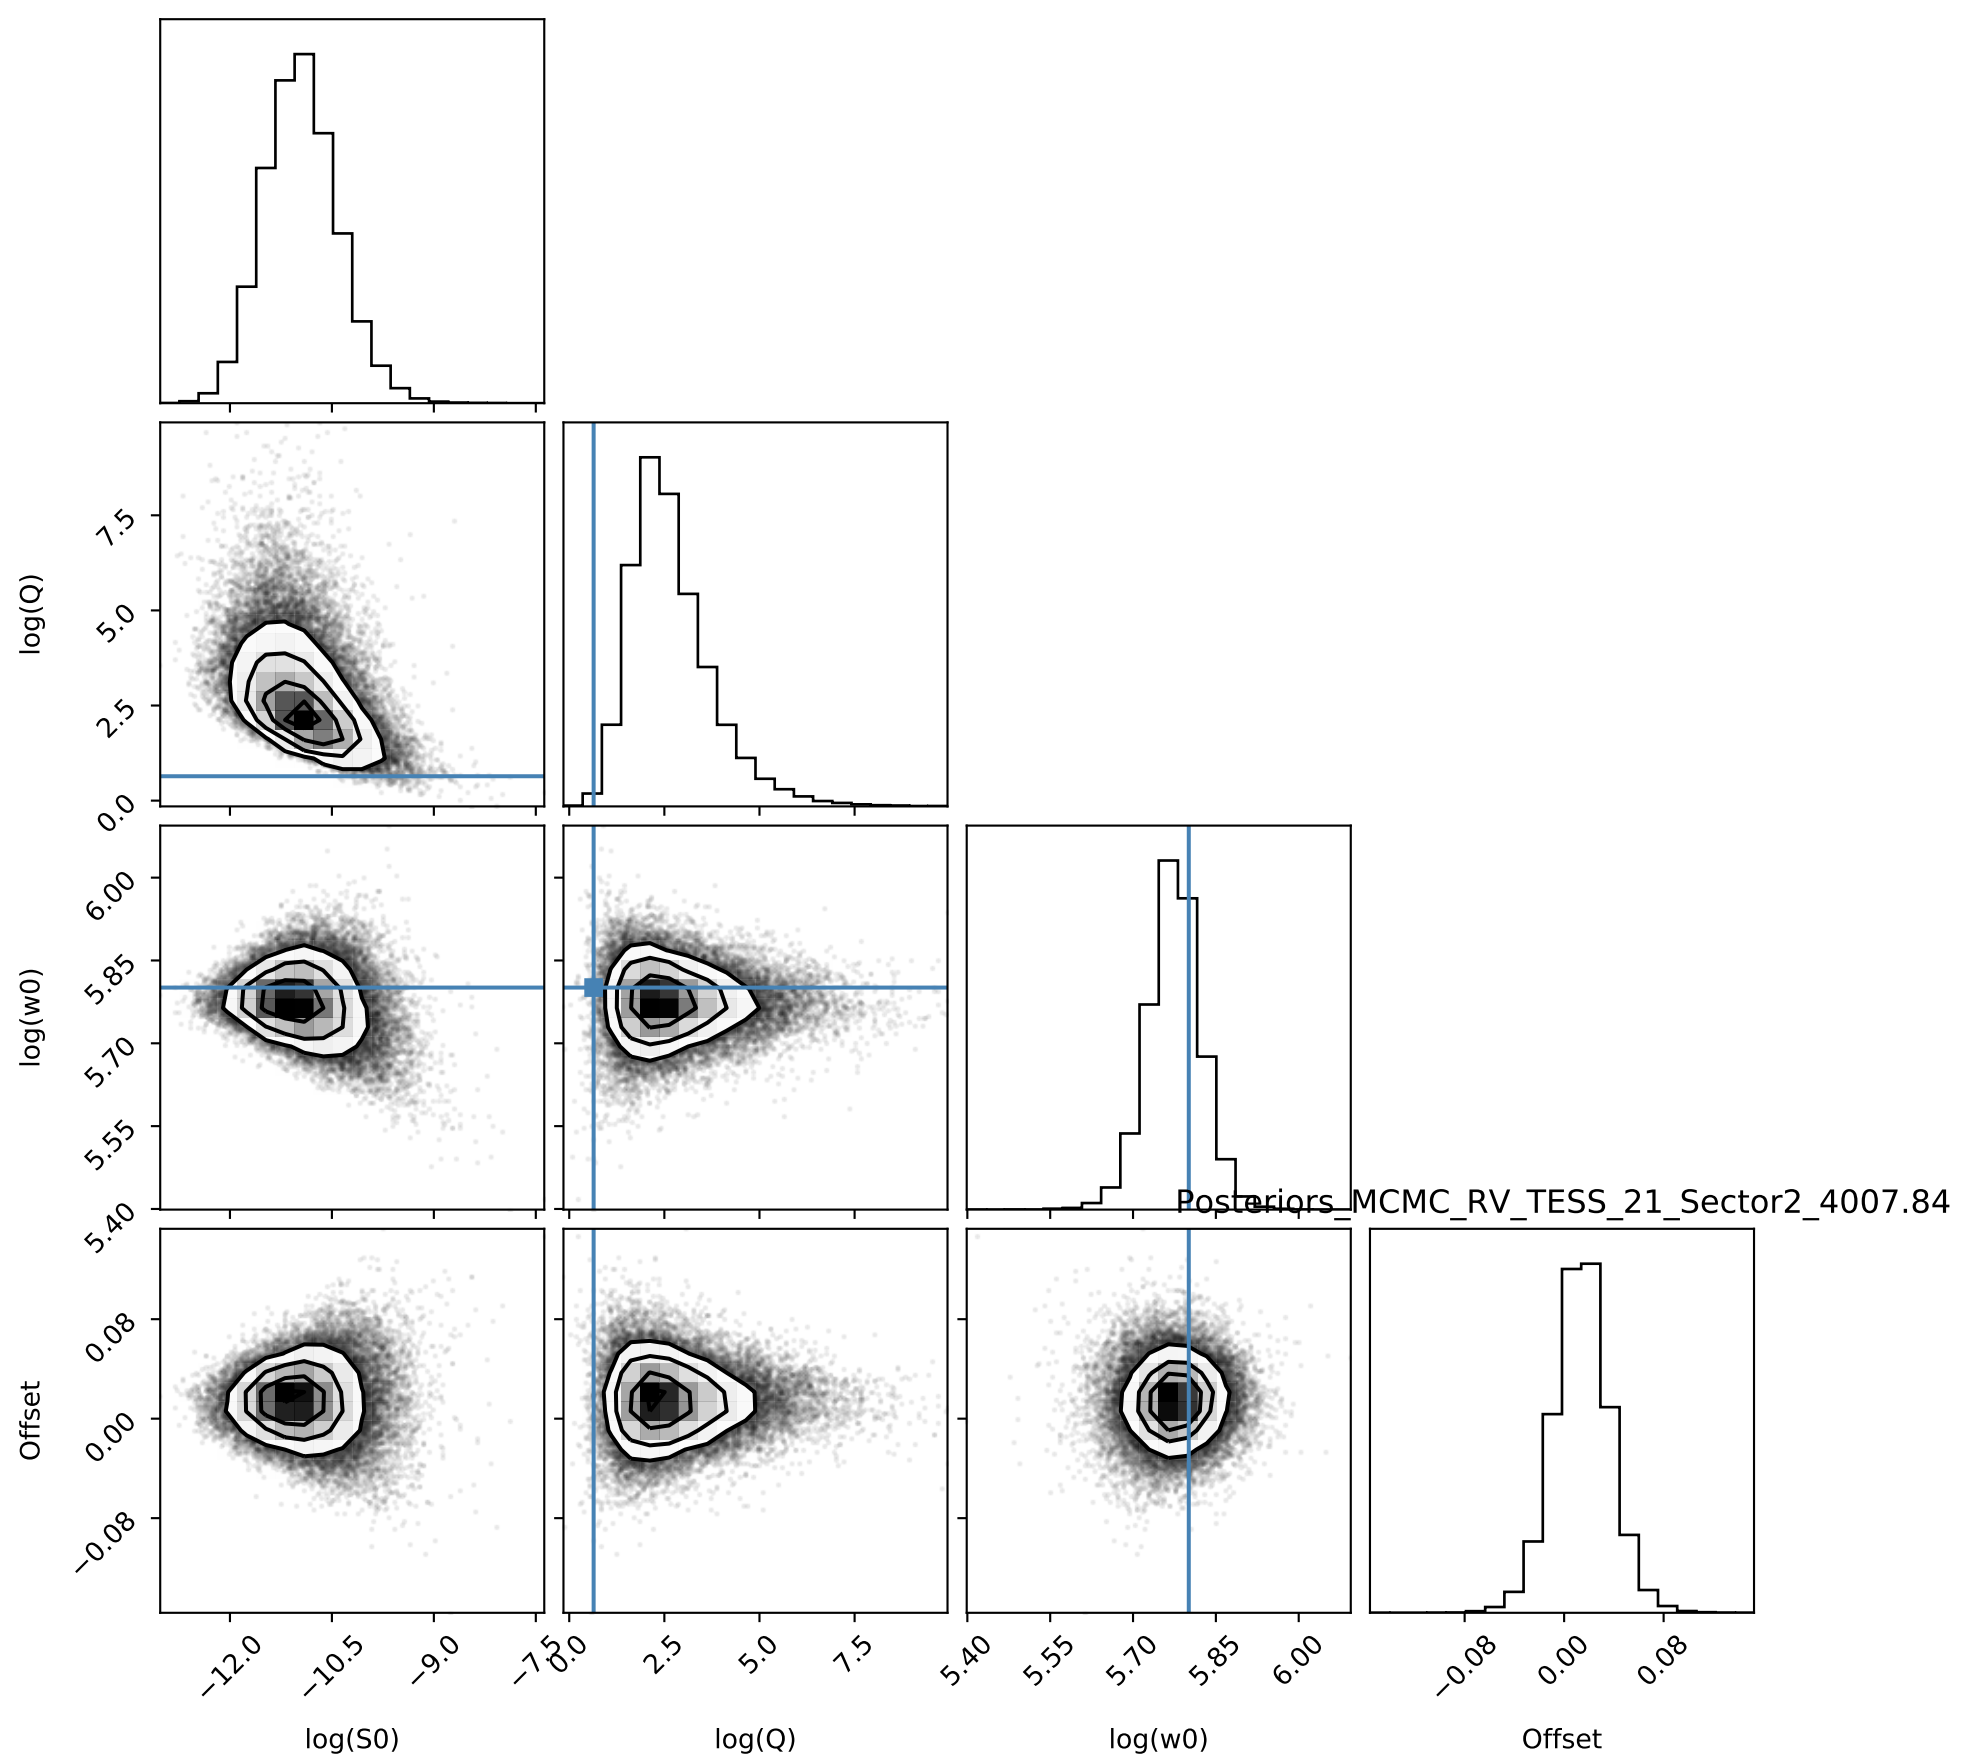 log(Q)
7.5
5.0
2.5
0.0
log(w0)
6.00
5.85
5.70
5.55
5.40
Posteriors_MCMC_RV_TESS_21_Sector2_4007.84
Offset
0.08
0.00
−0.08
−12.0 −10.5 −9.0 −7.5 0.0 2.5 5.0 7.5 5.40 5.55 5.70 5.85 6.00 −0.08 0.00 0.08
log(S0) log(Q) log(w0) Offset